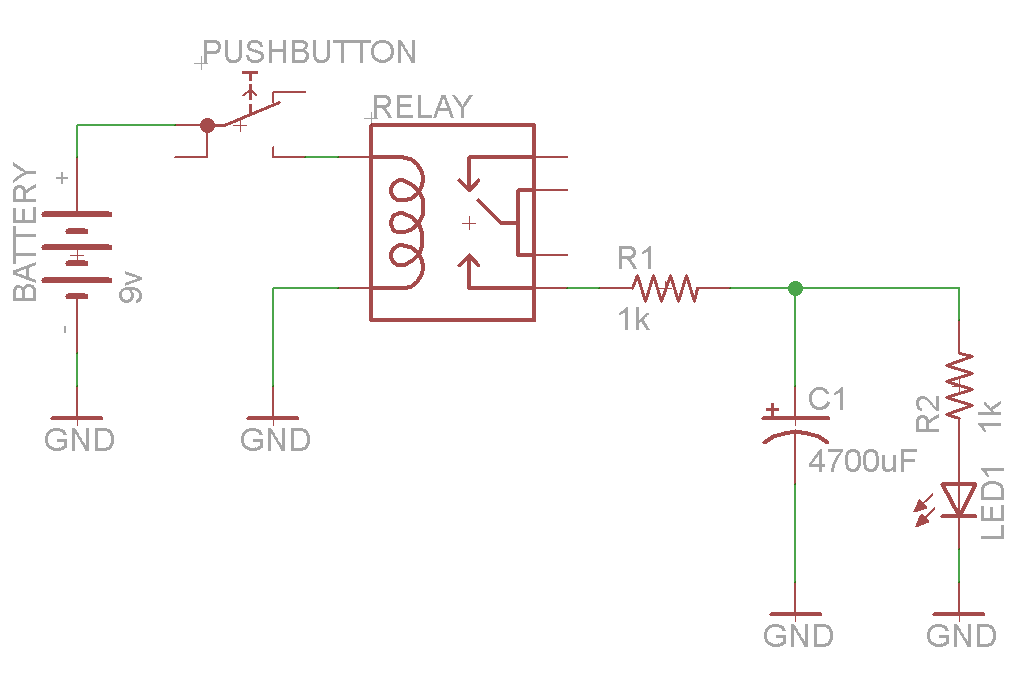 PUSHBUTTON
RELAY
BATTERY
+
-
9v
GND
GND
R1
1k
C1
+
4700uF
R2
1k
LED1
GND
GND